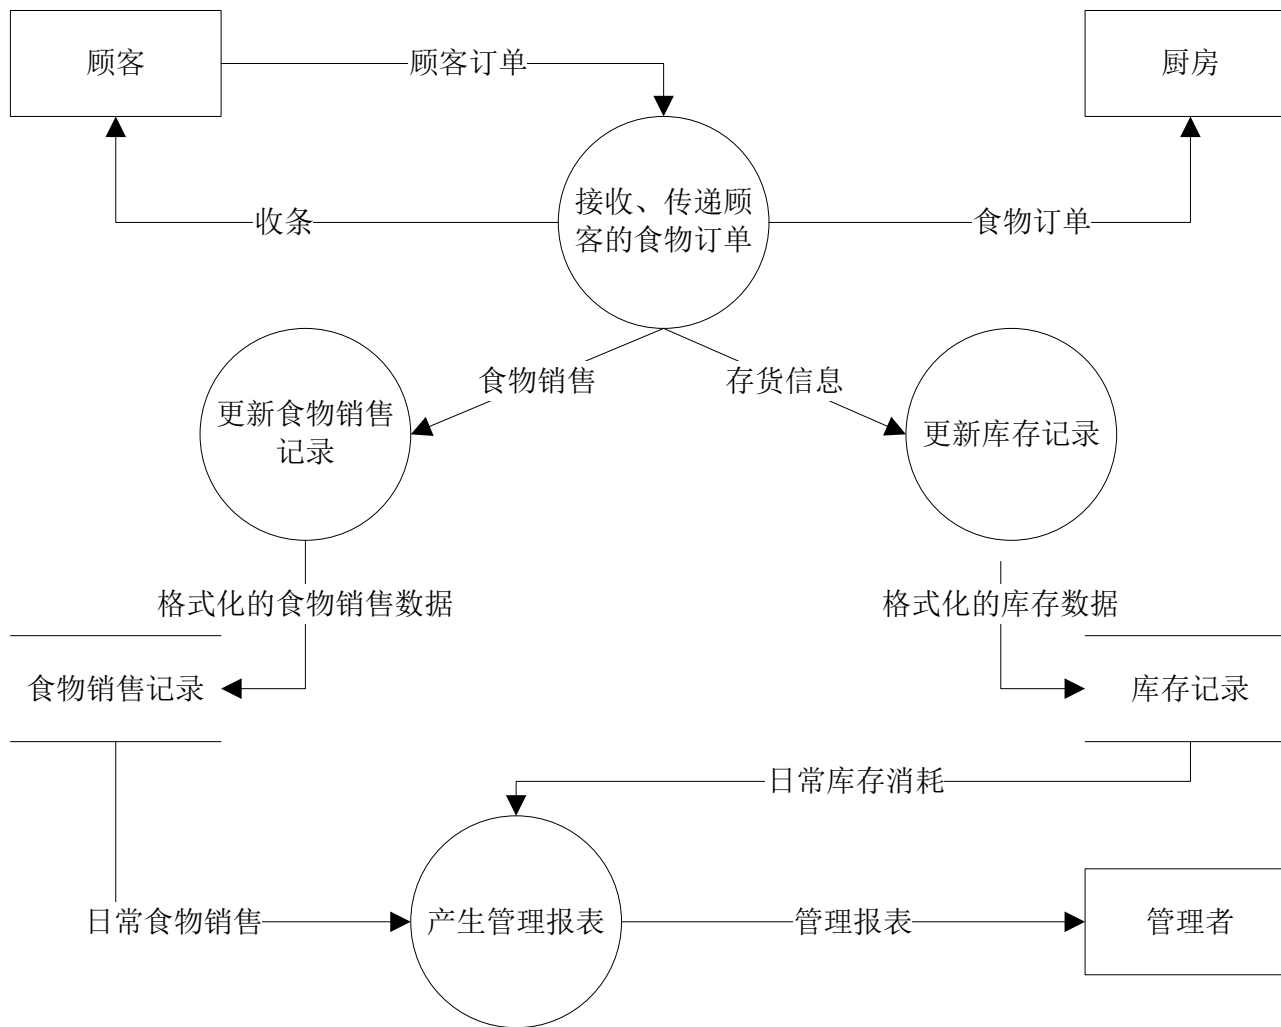 顾客
顾客订单
厨房
接收、传递顾
客的食物订单
收条
食物订单
食物销售
存货信息
更新食物销售
记录
更新库存记录
格式化的食物销售数据
格式化的库存数据
食物销售记录
库存记录
日常库存消耗
日常食物销售
产生管理报表
管理报表
管理者